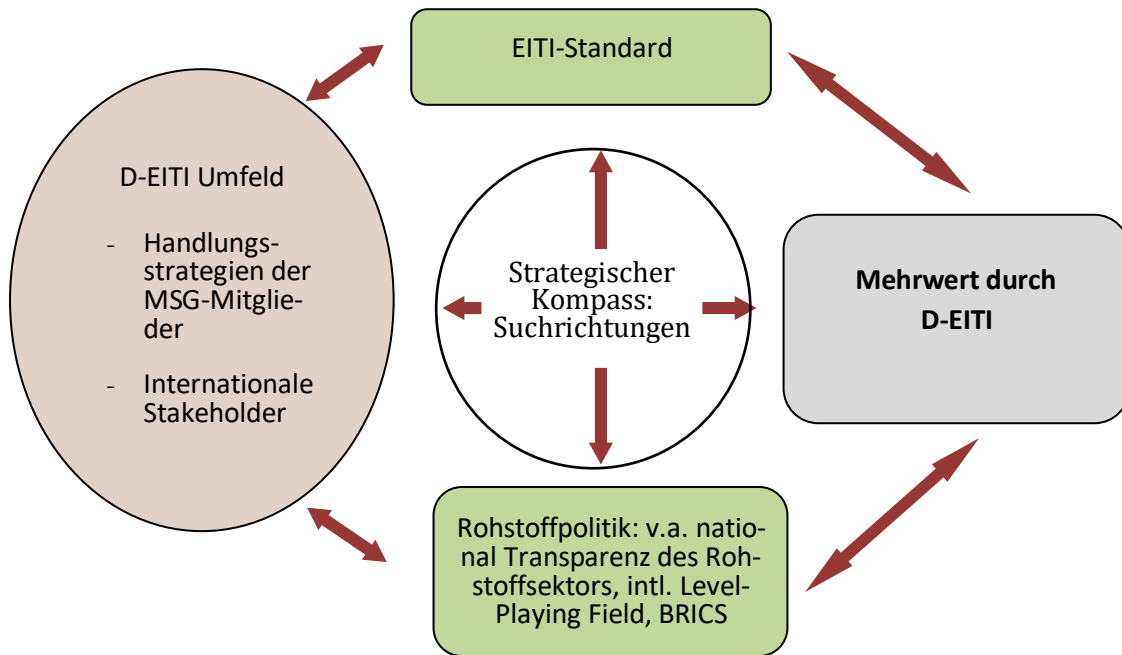 EITI-Standard
D-EITI Umfeld
- Handlungs-
strategien der
MSG-Mitglie-
der
- Internationale
Stakeholder
Strategischer
Kompass:
Suchrichtungen
Mehrwert durch
D-EITI
Rohstoffpolitik: v.a. natio-
nal Transparenz des Roh-
stoffsektors, intl. Level-
Playing Field, BRICS